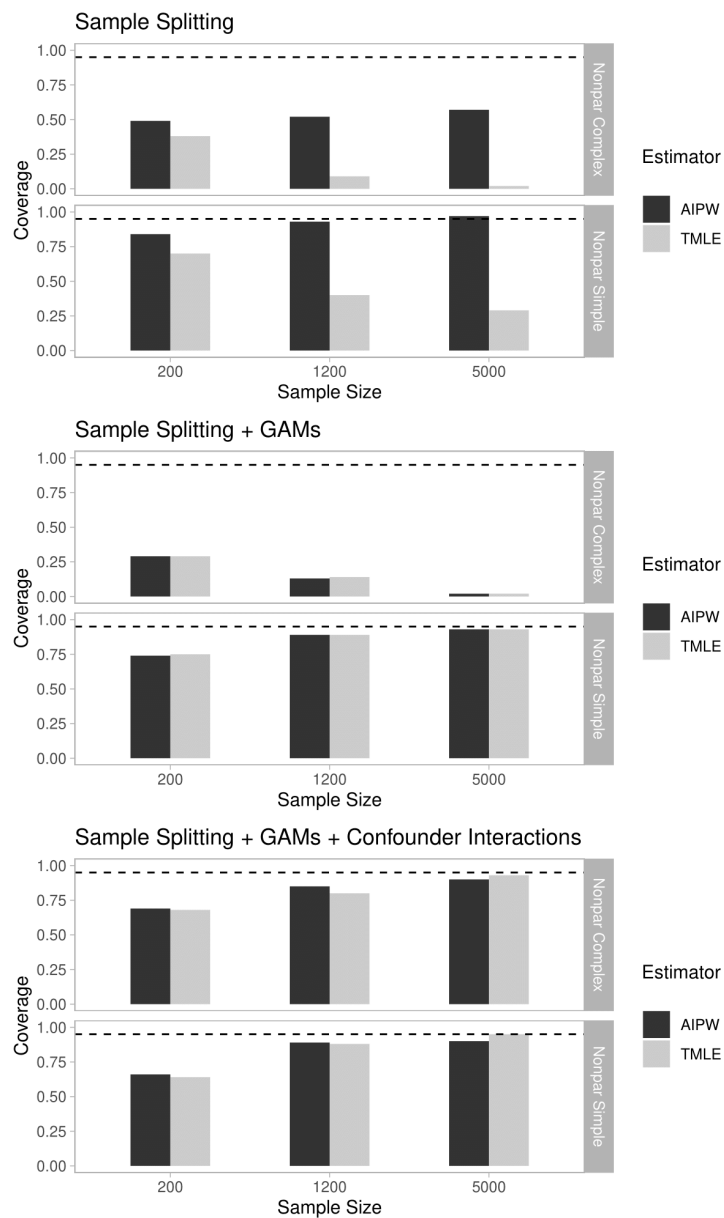 Sample Splitting
1.00
0.75
0.50
0.25
0.00
Nonpar Complex
1.00
0.75
0.50
0.25
0.00
Nonpar Simple
Coverage
200 1200 5000
Sample Size
Estimator
AIPW
TMLE
Sample Splitting + GAMs
1.00
0.75
0.50
0.25
0.00
Nonpar Complex
1.00
0.75
0.50
0.25
0.00
Nonpar Simple
Coverage
200 1200 5000
Sample Size
Estimator
AIPW
TMLE
Sample Splitting + GAMs + Confounder Interactions
1.00
0.75
0.50
0.25
0.00
Nonpar Complex
1.00
0.75
0.50
0.25
0.00
Nonpar Simple
Coverage
200 1200 5000
Sample Size
Estimator
AIPW
TMLE